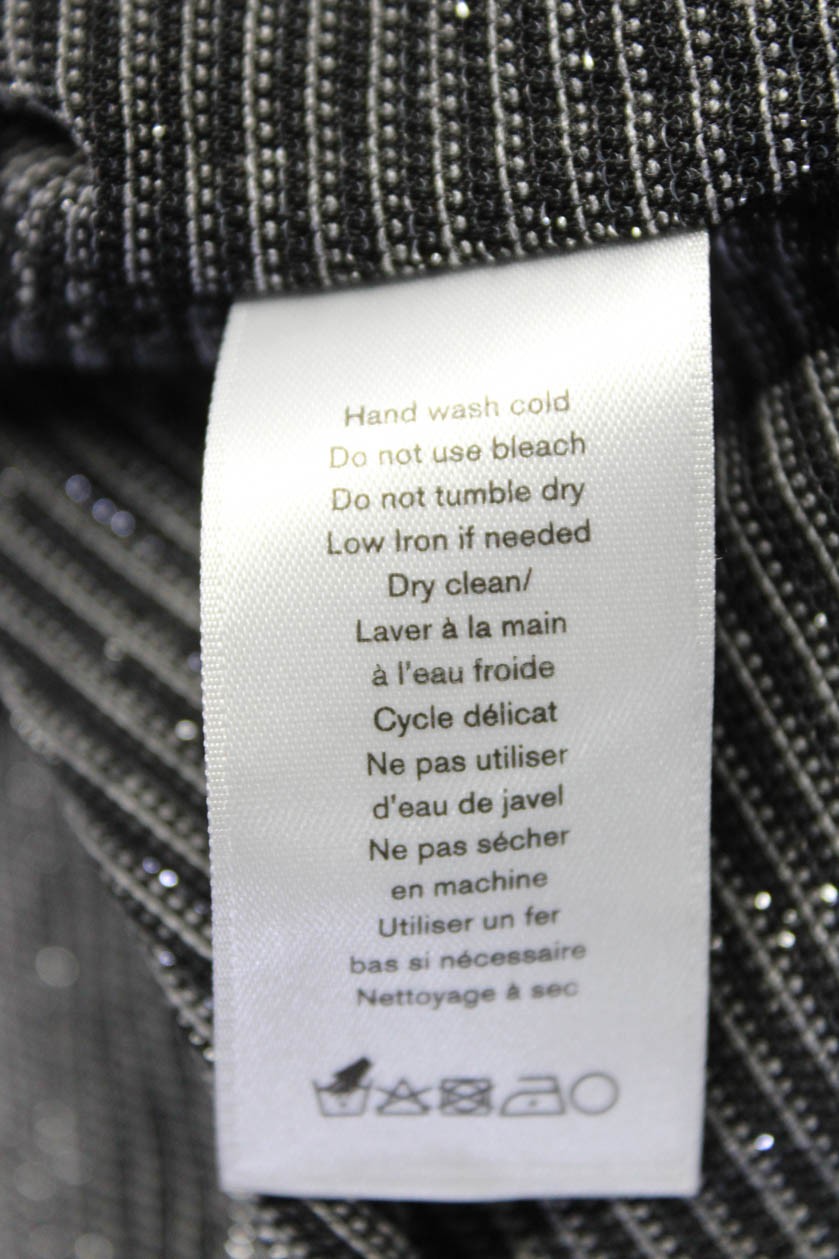 Hand wash cold
Do not use bleach
Do not tumble dry
Low Iron if needed
Dry clean/
Laver à la main
à l'eau froide
Cycle délicat
Ne pas utiliser
d'eau de javel
Ne pas sécher
en machine
Utiliser un fer
bas si nécessaire
Nettoyage à sec